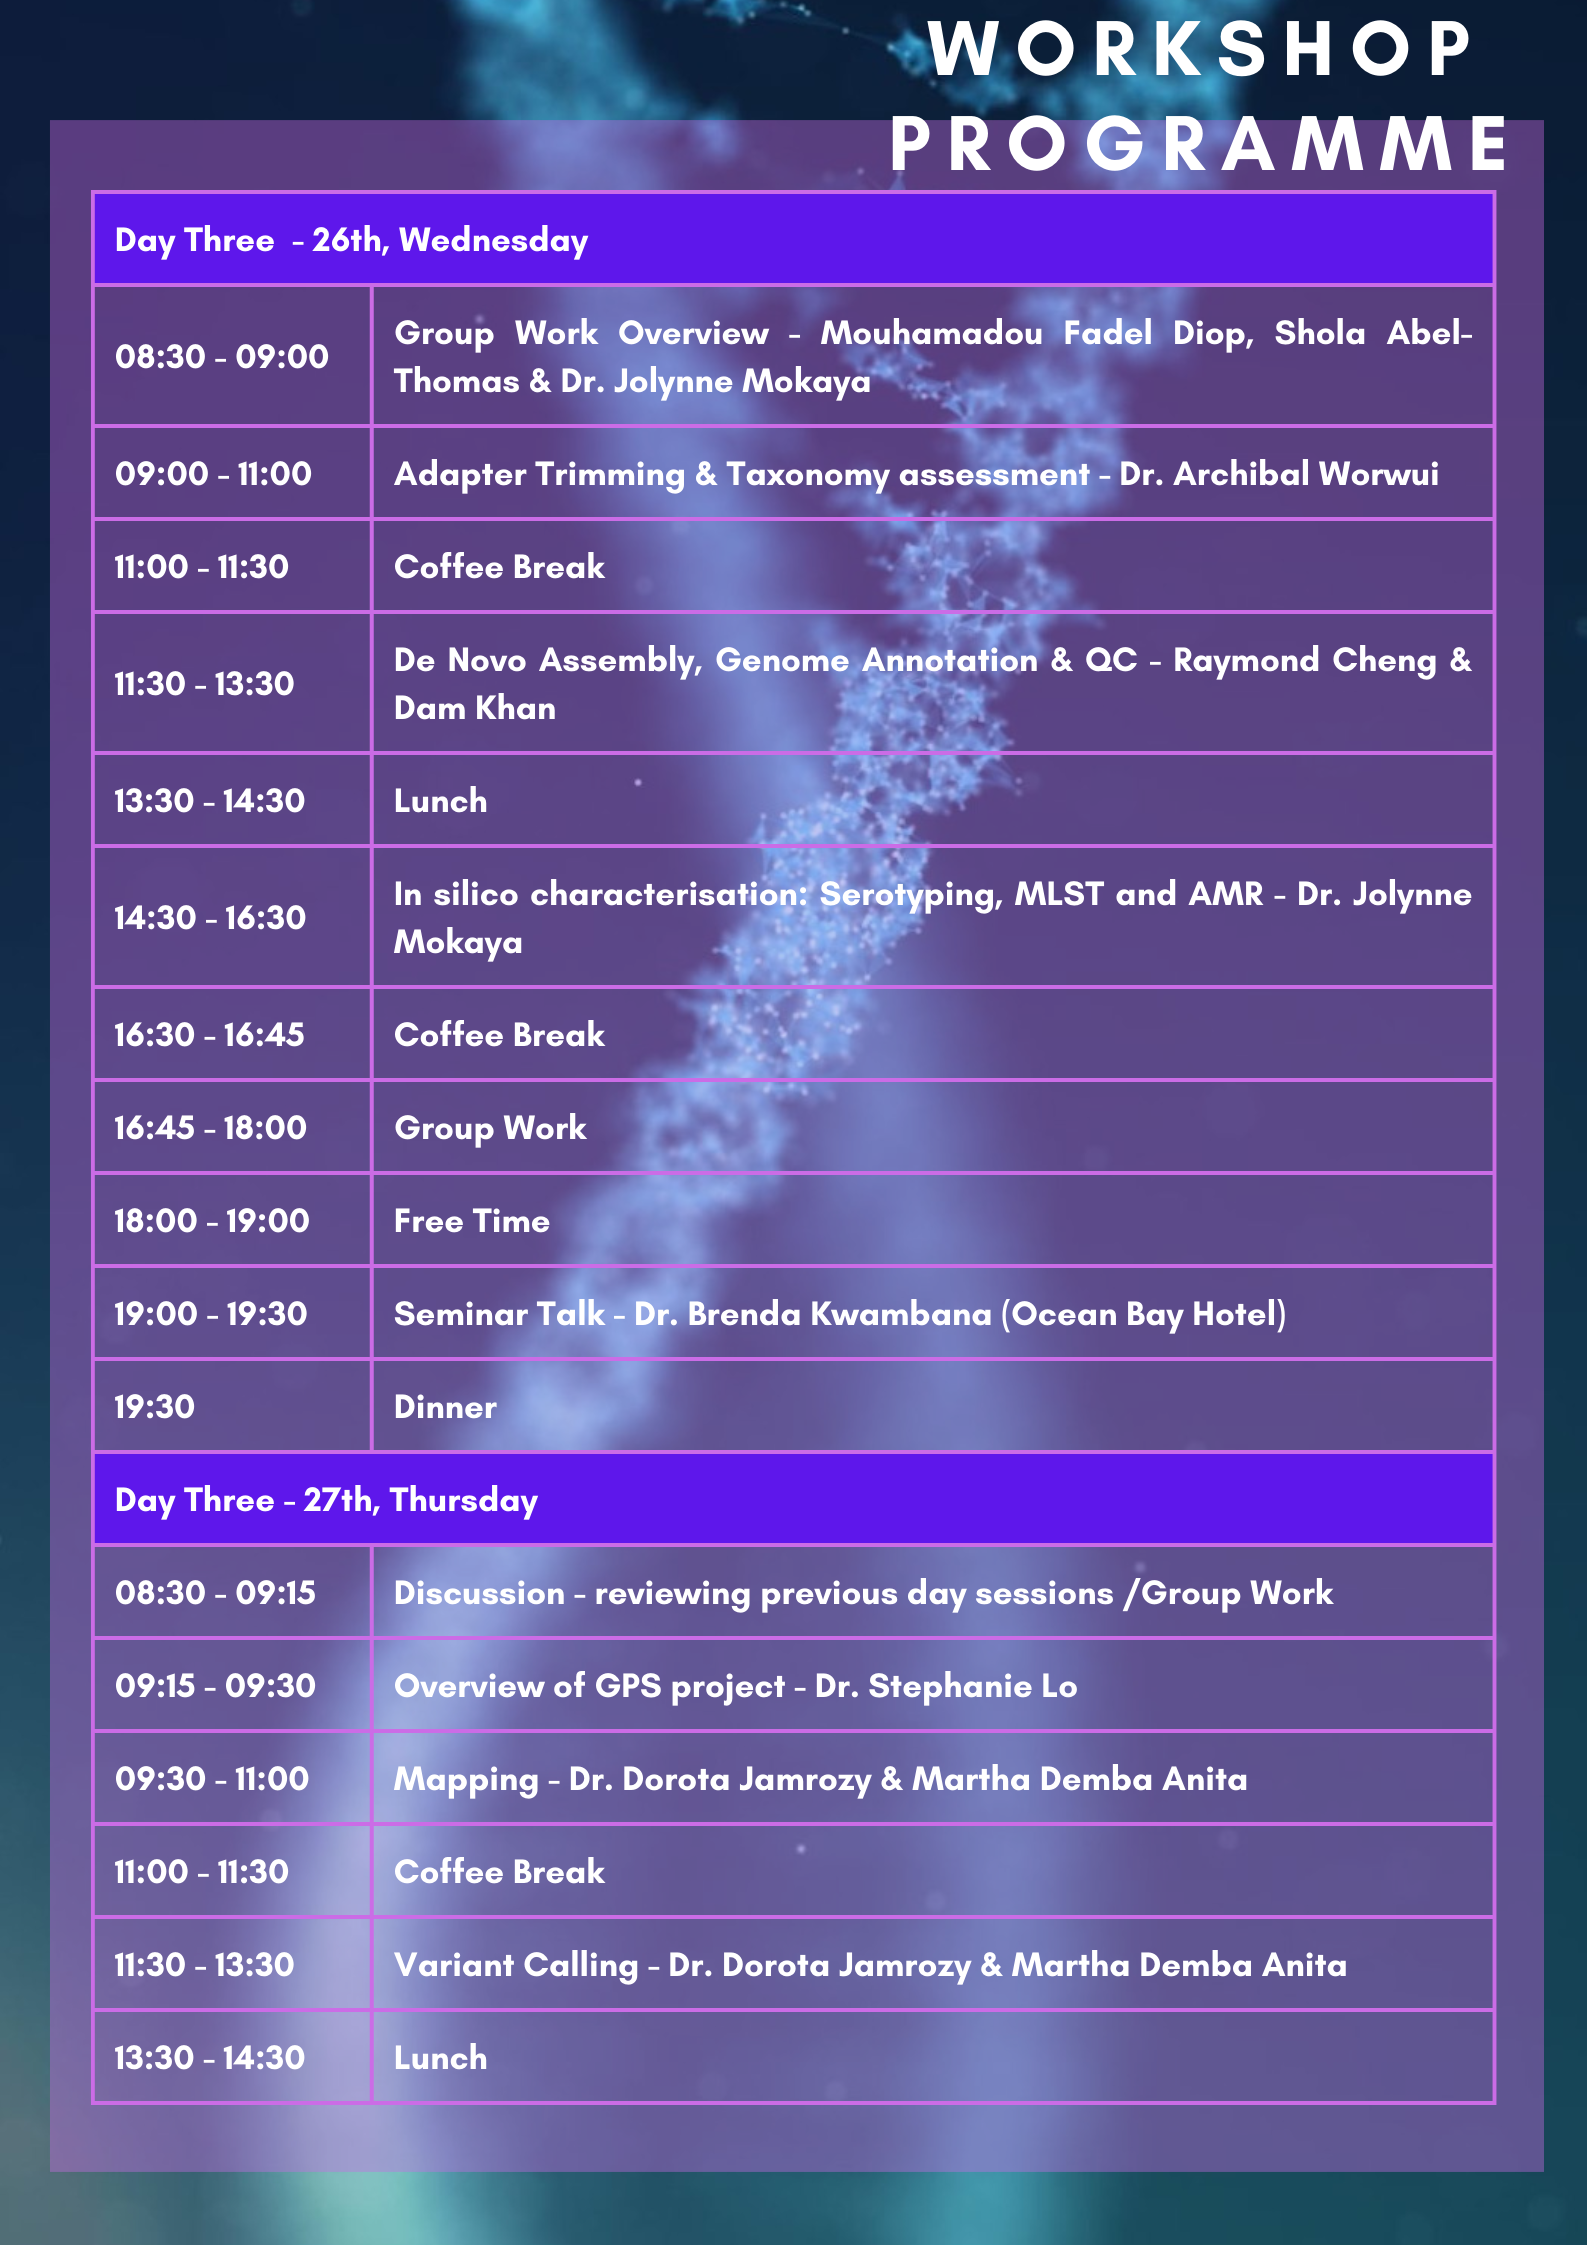 WORKSHOP
PROGRAMME
Day Three - 26th, Wednesday
08:30 - 09:00
Group Work Overview - Mouhamadou Fadel Diop, Shola Abel-
Thomas & Dr. Jolynne Mokaya
09:00 - 11:00
Adapter Trimming & Taxonomy assessment - Dr. Archibal Worwui
11:00 - 11:30
Coffee Break
11:30 - 13:30
De Novo Assembly, Genome Annotation & QC - Raymond Cheng &
Dam Khan
13:30 - 14:30
Lunch
14:30 - 16:30
In silico characterisation: Serotyping, MLST and AMR - Dr. Jolynne
Mokaya
16:30 - 16:45
Coffee Break
16:45 - 18:00
Group Work
18:00 - 19:00
Free Time
19:00 - 19:30
Seminar Talk - Dr. Brenda Kwambana (Ocean Bay Hotel)
19:30
Dinner
Day Three - 27th, Thursday
08:30 - 09:15
Discussion - reviewing previous day sessions /Group Work
09:15 - 09:30
Overview of GPS project - Dr. Stephanie Lo
09:30 - 11:00
Mapping - Dr. Dorota Jamrozy & Martha Demba Anita
11:00 - 11:30
Coffee Break
11:30 - 13:30
Variant Calling - Dr. Dorota Jamrozy & Martha Demba Anita
13:30 - 14:30
Lunch